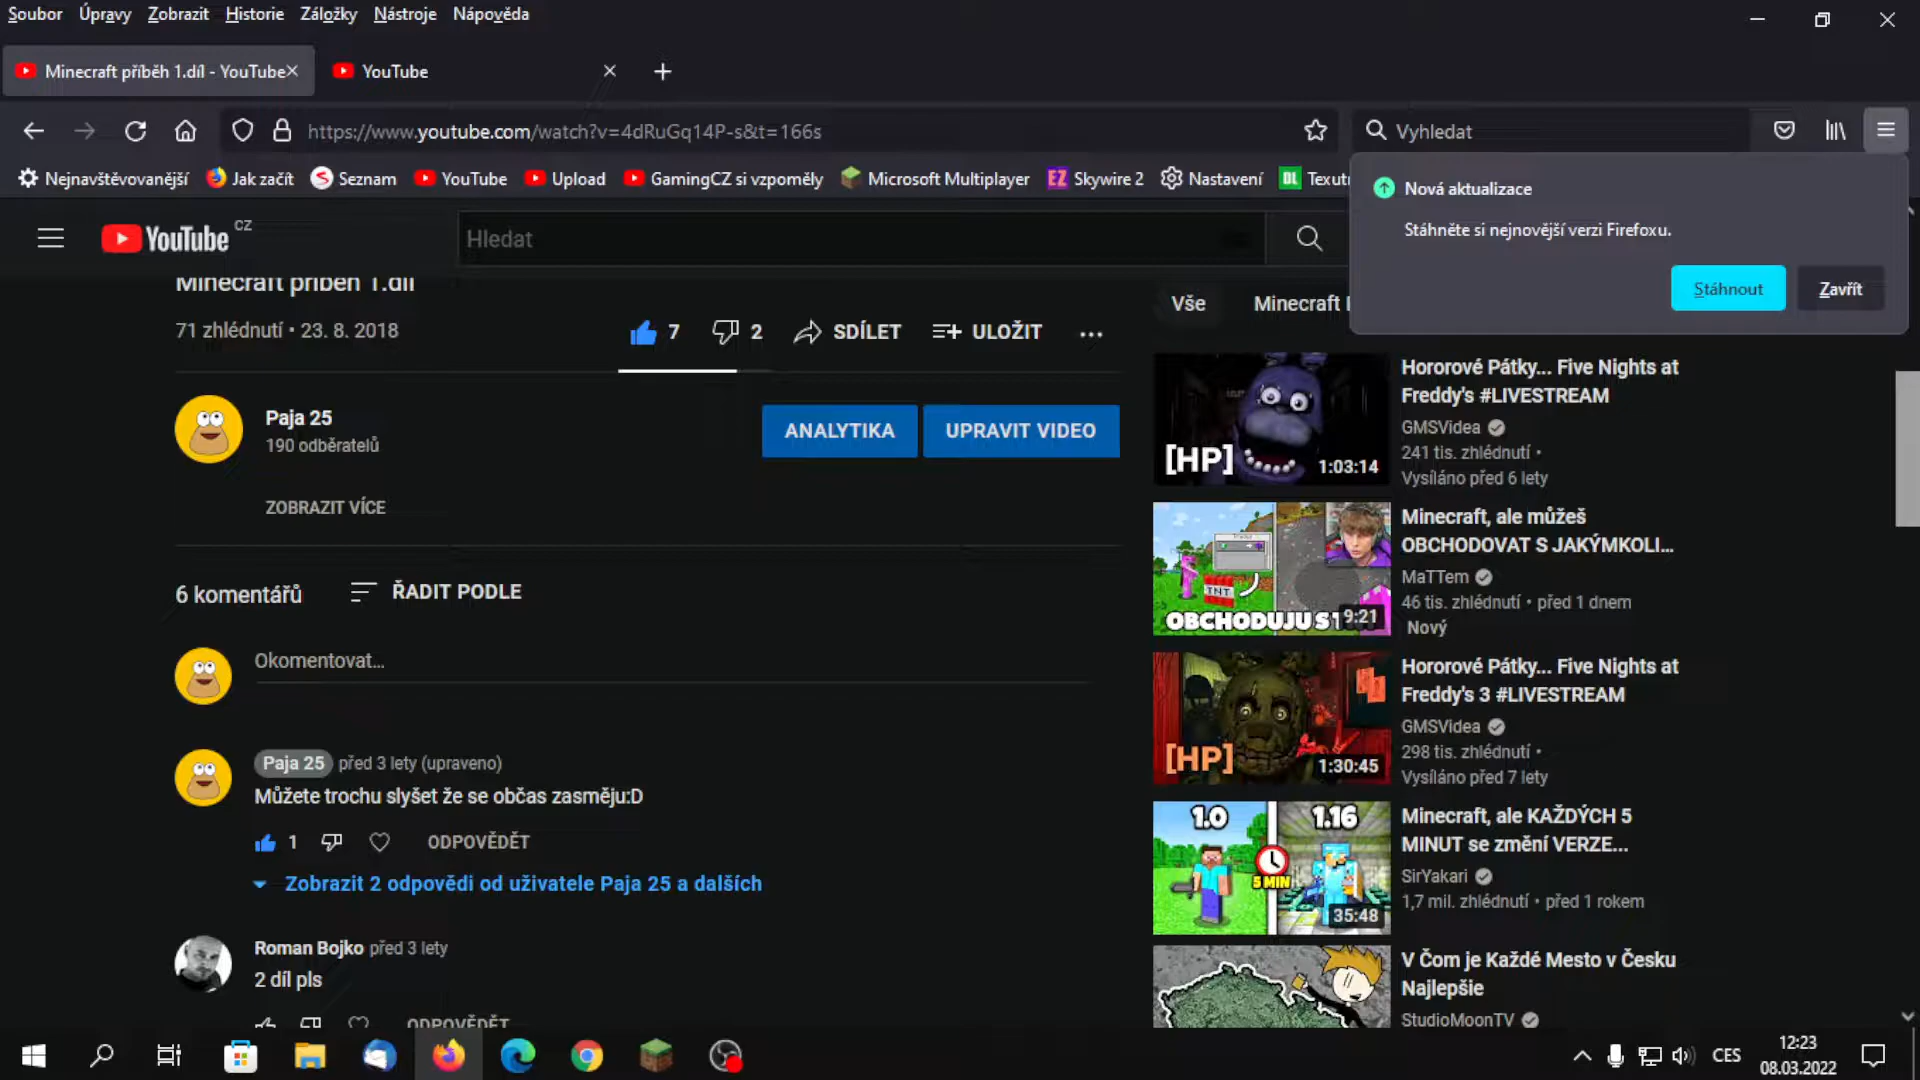 Soubor Úpravy Zobrazit Historie Záložky Nástroje Nápověda
Minecraft příběh 1.díl - YouTube
YouTube
https://www.youtube.com/watch?v=4dRuGq14P-s&t=166s
Vyhledat
Nejnavštěvovanější
Jak začít
Seznam
YouTube
Upload
GamingCZ si vzpoměly
Microsoft Multiplayer
EZ Skywire 2
Nastavení
DL
Nová aktualizace
Stáhněte si nejnovější verzi Firefoxu.
Stáhnout
Zavřít
YouTube CZ
Hledat
Minecraft příběh 1.díl
71 zhlédnutí • 23. 8. 2018
7
2
SDÍLET
ULOŽIT
Paja 25
190 odběratelů
ANALYTIKA
UPRAVIT VIDEO
ZOBRAZIT VÍCE
6 komentářů
ŘADIT PODLE
Okomentovat...
Paja 25 před 3 lety (upraveno)
Můžete trochu slyšet že se občas zasměju:D
1
ODPOVĚDĚT
Zobrazit 2 odpovědi od uživatele Paja 25 a dalších
Roman Bojko před 3 lety
2 díl pls
ODPOVĚDĚT
Vše
Minecraft
[HP]
1:03:14
Hororové Pátky... Five Nights at
Freddy's #LIVESTREAM
GMSVidea
241 tis. zhlédnutí •
Vysíláno před 6 lety
TNT
OBCHODUJU S
9:21
Minecraft, ale můžeš
OBCHODOVAT S JAKÝMKOLI...
MaTTem
46 tis. zhlédnutí • před 1 dnem
Nový
[HP]
1:30:45
Hororové Pátky... Five Nights at
Freddy's 3 #LIVESTREAM
GMSVidea
298 tis. zhlédnutí •
Vysíláno před 7 lety
1.0
1.16
5 MIN
35:48
Minecraft, ale KAŽDÝCH 5
MINUT se změní VERZE...
SirYakari
1,7 mil. zhlédnutí • před 1 rokem
V Čom je Každé Mesto v Česku
Najlepšie
StudioMoonTV
CES
12:23
08.03.2022